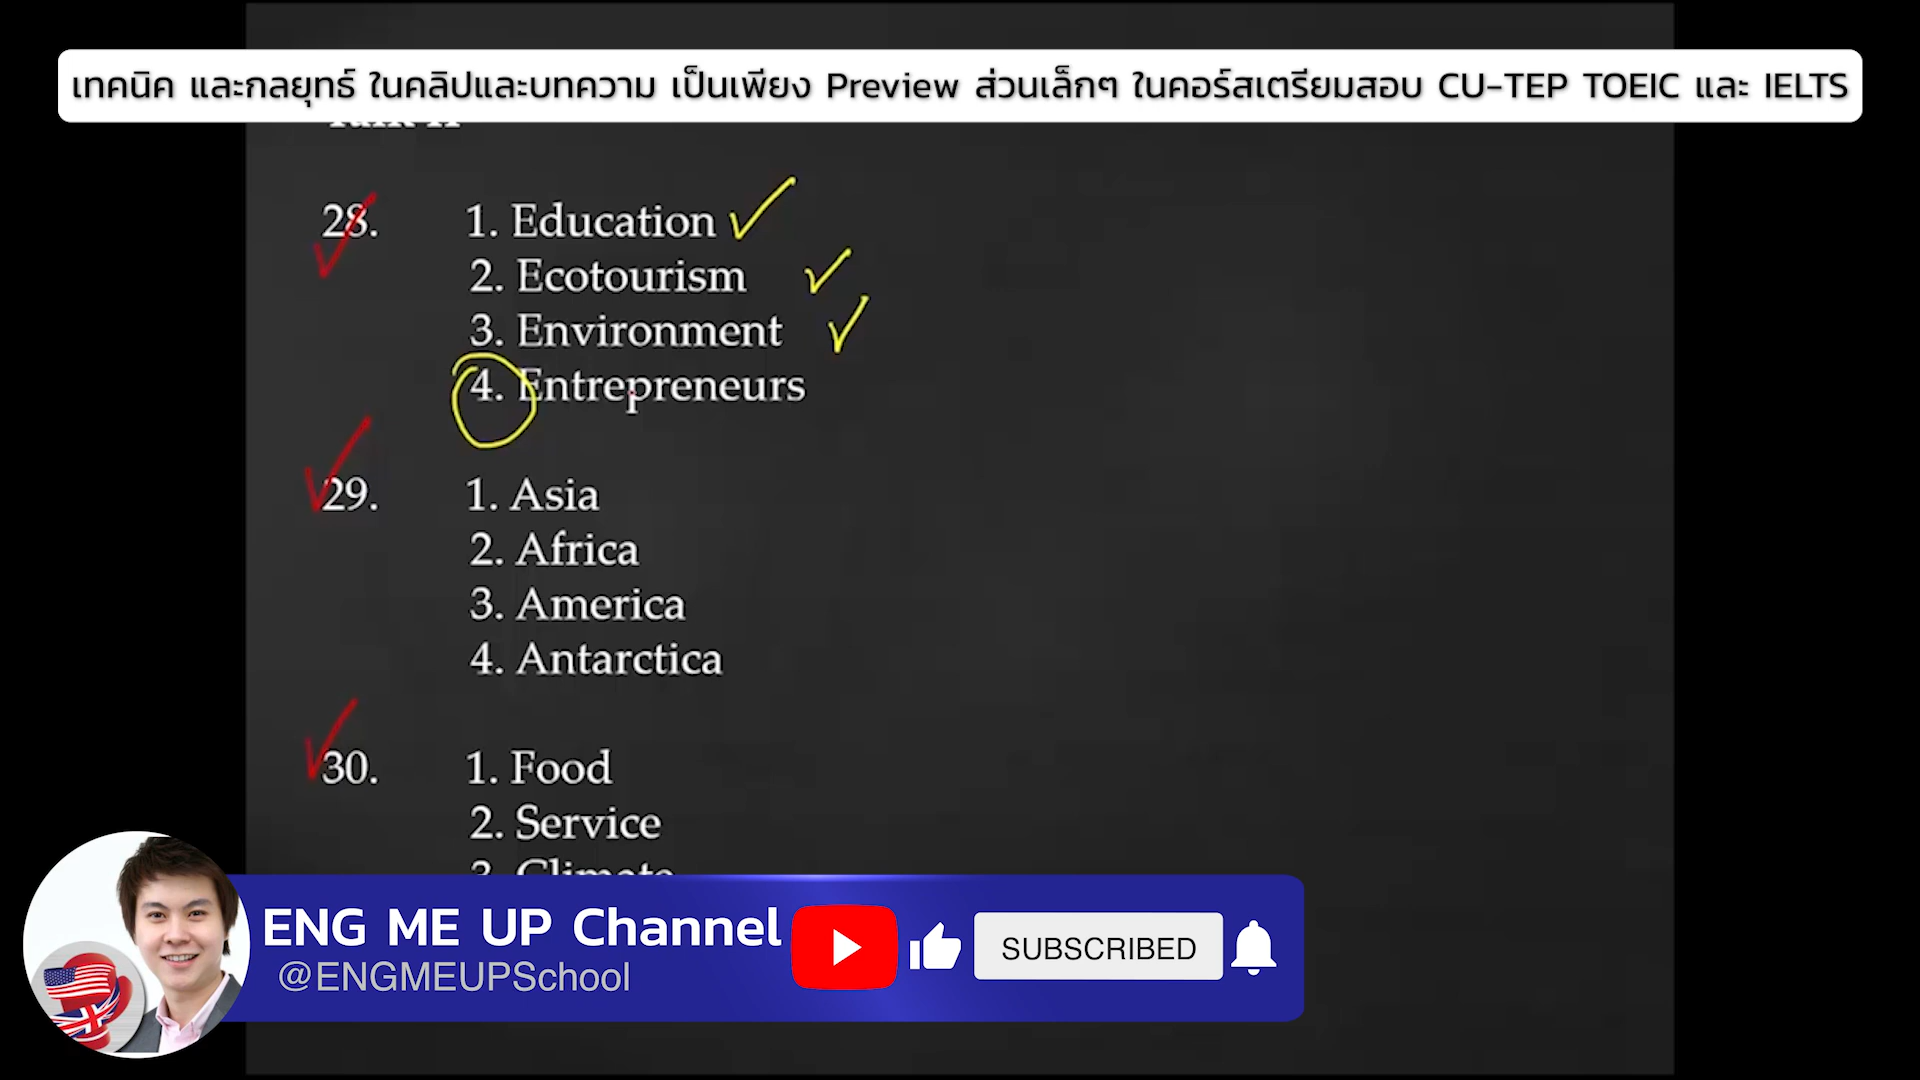 เทคนิค และกลยุทธ์ ในคลิปและบทความ เป็นเพียง Preview ส่วนเล็กๆ ในคอร์สเตรียมสอบ CU-TEP TOEIC และ IELTS
28. 1. Education
2. Ecotourism
3. Environment
4. Entrepreneurs
29. 1. Asia
2. Africa
3. America
4. Antarctica
30. 1. Food
2. Service
3. Climate
ENG ME UP Channel
@ENGMEUPSchool
SUBSCRIBED